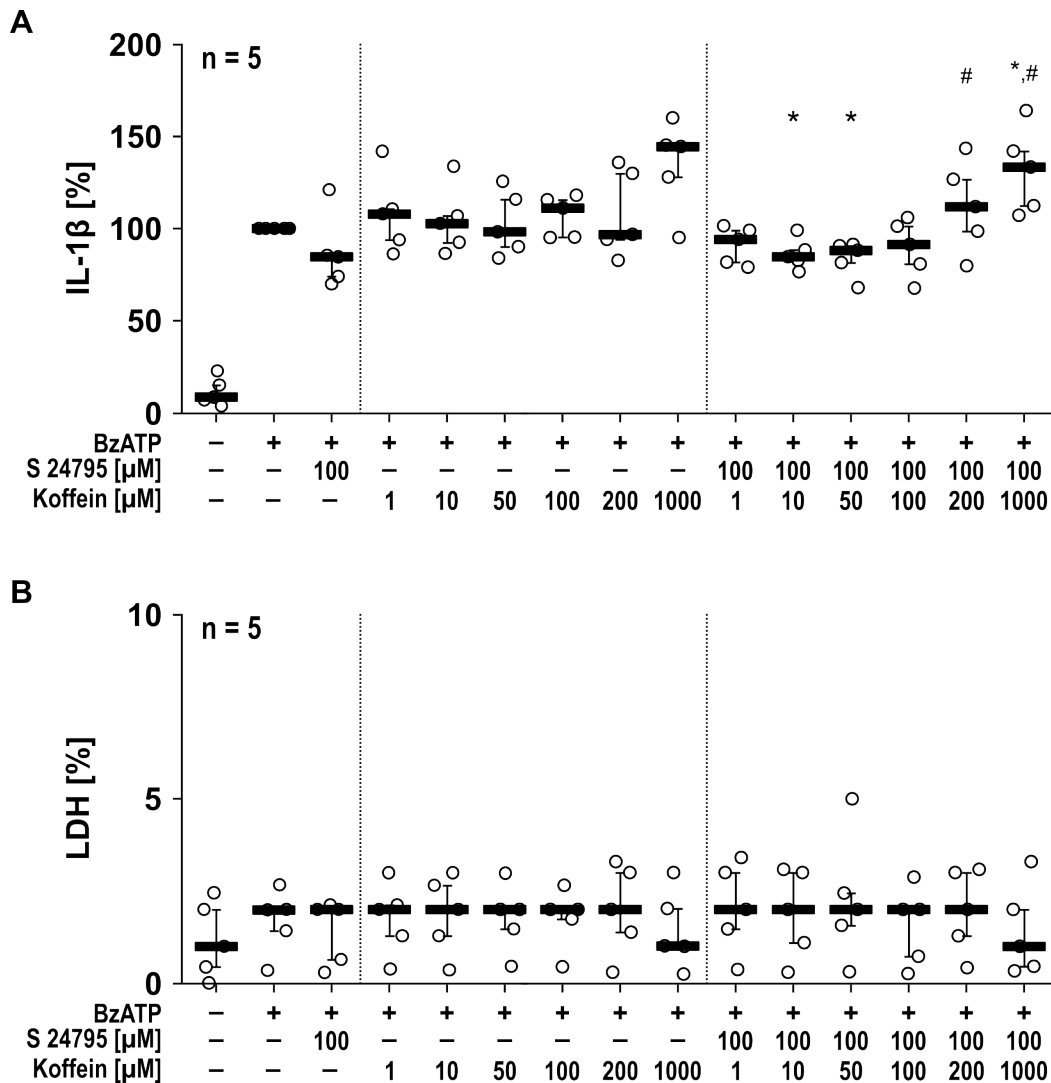 A
200
n = 5
*,#
#
* *
150
IL-1β [%]
100
50
0
BzATP – + + + + + + + + + + + + + +
S 24795 [µM] – – 100 – – – – – – 100 100 100 100 100 100
Koffein [µM] – – – 1 10 50 100 200 1000 1 10 50 100 200 1000
B
10
n = 5
LDH [%]
5
0
BzATP – + + + + + + + + + + + + + +
S 24795 [µM] – – 100 – – – – – – 100 100 100 100 100 100
Koffein [µM] – – – 1 10 50 100 200 1000 1 10 50 100 200 1000